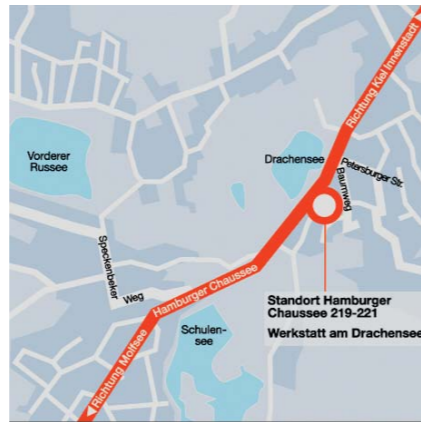 Richtung Kiel Innenstadt
Vorderer
Russee
Drachensee
Petersburger Str.
Baumweg
Speckenbeker
Weg
Hamburger Chaussee
Standort Hamburger
Chaussee 219-221
Werkstatt am Drachensee
Schulen-
see
Richtung Molfsee